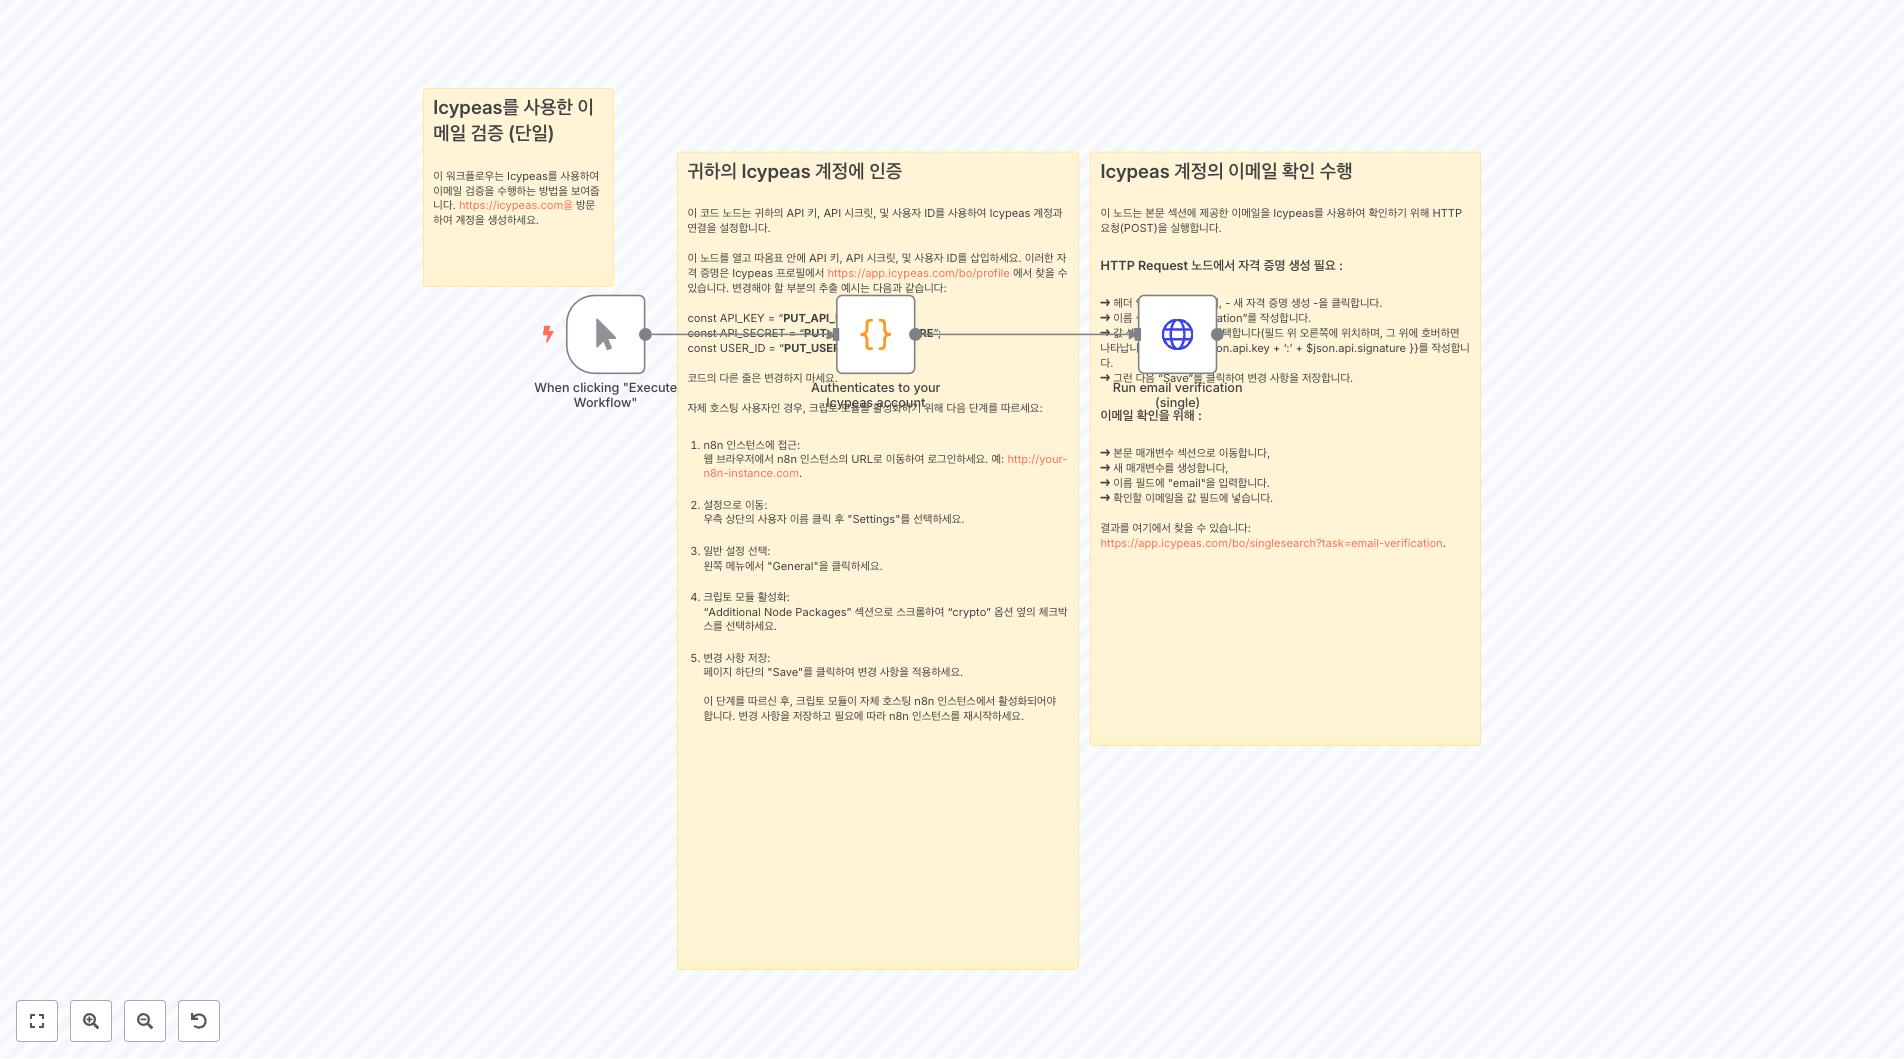 Icypeas를 사용한 이
메일 검증 (단일)
이 워크플로우는 Icypeas를 사용하여
이메일 검증을 수행하는 방법을 보여줍
니다. https://icypeas.com을 방문
하여 계정을 생성하세요.
When clicking "Execute
Workflow"
귀하의 Icypeas 계정에 인증
이 코드 노드는 귀하의 API 키, API 시크릿, 및 사용자 ID를 사용하여 Icypeas 계정과
연결을 설정합니다.
이 노드를 열고 따옴표 안에 API 키, API 시크릿, 및 사용자 ID를 삽입하세요. 이러한 자
격 증명은 Icypeas 프로필에서 https://app.icypeas.com/bo/profile 에서 찾을 수
있습니다. 변경해야 할 부분의 추출 예시는 다음과 같습니다:
const API_KEY = “PUT_API_
const API_SECRET = “PUT RE”;
const USER_ID = “PUT_USER
코드의 다른 줄은 변경하지 마세요.
Authenticates to your
Icypeas account
자체 호스팅 사용자인 경우, 크립토 모듈을 활성화하기 위해 다음 단계를 따르세요:
1. n8n 인스턴스에 접근:
웹 브라우저에서 n8n 인스턴스의 URL로 이동하여 로그인하세요. 예: http://your-
n8n-instance.com.
2. 설정으로 이동:
우측 상단의 사용자 이름 클릭 후 "Settings"를 선택하세요.
3. 일반 설정 선택:
왼쪽 메뉴에서 "General"을 클릭하세요.
4. 크립토 모듈 활성화:
“Additional Node Packages” 섹션으로 스크롤하여 “crypto” 옵션 옆의 체크박
스를 선택하세요.
5. 변경 사항 저장:
페이지 하단의 "Save"를 클릭하여 변경 사항을 적용하세요.
이 단계를 따르신 후, 크립토 모듈이 자체 호스팅 n8n 인스턴스에서 활성화되어야
합니다. 변경 사항을 저장하고 필요에 따라 n8n 인스턴스를 재시작하세요.
Icypeas 계정의 이메일 확인 수행
이 노드는 본문 섹션에 제공한 이메일을 Icypeas를 사용하여 확인하기 위해 HTTP
요청(POST)을 실행합니다.
HTTP Request 노드에서 자격 증명 생성 필요 :
➔ 헤더 , - 새 자격 증명 생성 -을 클릭합니다.
➔ 이름 ation”를 작성합니다.
➔ 값 택합니다(필드 위 오른쪽에 위치하며, 그 위에 호버하면
나타납니 on.api.key + ‘:’ + $json.api.signature }}를 작성합니
다.
➔ 그런 다음 “Save”를 클릭하여 변경 사항을 저장합니다.
Run email verification
(single)
이메일 확인을 위해 :
➔ 본문 매개변수 섹션으로 이동합니다,
➔ 새 매개변수를 생성합니다,
➔ 이름 필드에 "email"을 입력합니다.
➔ 확인할 이메일을 값 필드에 넣습니다.
결과를 여기에서 찾을 수 있습니다:
https://app.icypeas.com/bo/singlesearch?task=email-verification.